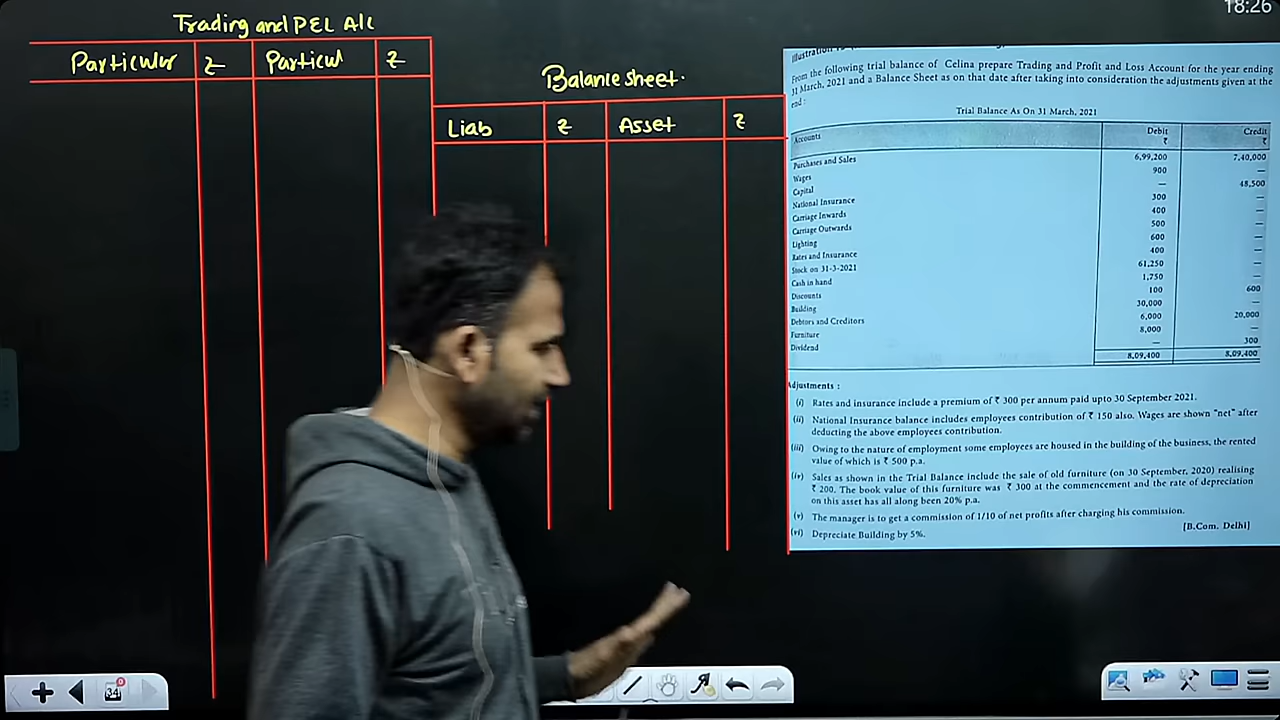 18:26
Trading and P&L A/c
Particular ₹ Particul ₹
Balance sheet.
Liab ₹ Asset ₹
Illustration
From the following trial balance of Celina prepare Trading and Profit and Loss Account for the year ending
31 March, 2021 and a Balance Sheet as on that date after taking into consideration the adjustments given at the
end :
Trial Balance As On 31 March, 2021
Accounts Debit ₹ Credit ₹
Purchases and Sales 6,99,200 7,40,000
Wages 900 —
Capital — 48,500
National Insurance 300 —
Carriage Inwards 400 —
Carriage Outwards 500 —
Lighting 600 —
Rates and Insurance 400 —
Stock on 31-3-2021 61,250 —
Cash in hand 1,750 —
Discounts 100 600
Building 30,000 —
Debtors and Creditors 6,000 20,000
Furniture 8,000 —
Dividend — 300
8,09,400 8,09,400
Adjustments :
(i) Rates and insurance include a premium of ₹ 300 per annum paid upto 30 September 2021.
(ii) National Insurance balance includes employees contribution of ₹ 150 also. Wages are shown "net" after
deducting the above employees contribution.
(iii) Owing to the nature of employment some employees are housed in the building of the business, the rented
value of which is ₹ 500 p.a.
(iv) Sales as shown in the Trial Balance include the sale of old furniture (on 30 September, 2020) realising
₹ 200. The book value of this furniture was ₹ 300 at the commencement and the rate of depreciation
on this asset has all along been 20% p.a.
(v) The manager is to get a commission of 1/10 of net profits after charging his commission.
(vi) Depreciate Building by 5%.
[B.Com. Delhi]
34